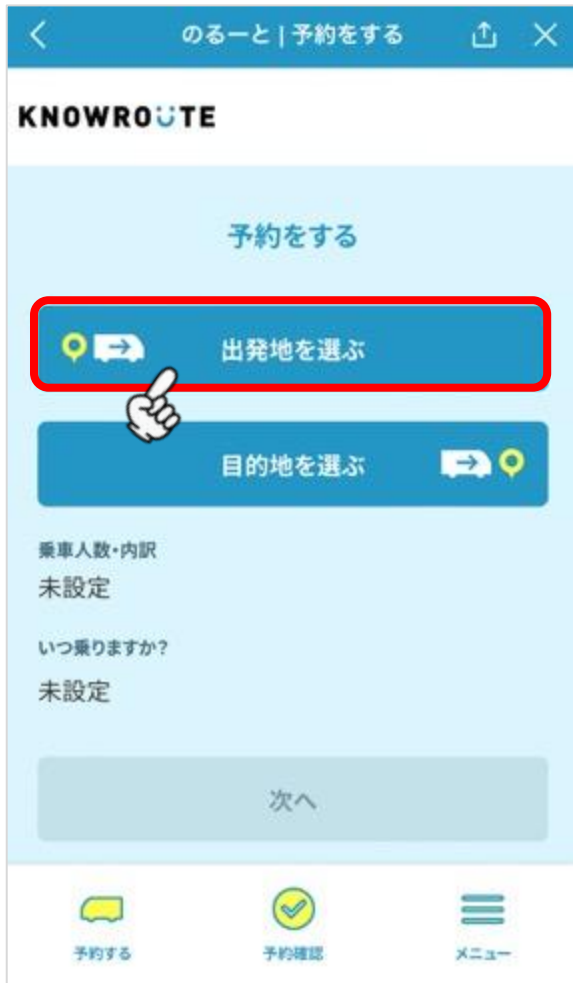 のるーと | 予約をする
KNOWROUTE
予約をする
出発地を選ぶ
目的地を選ぶ
乗車人数・内訳
未設定
いつ乗りますか?
未設定
次へ
予約する
予約確認
メニュー